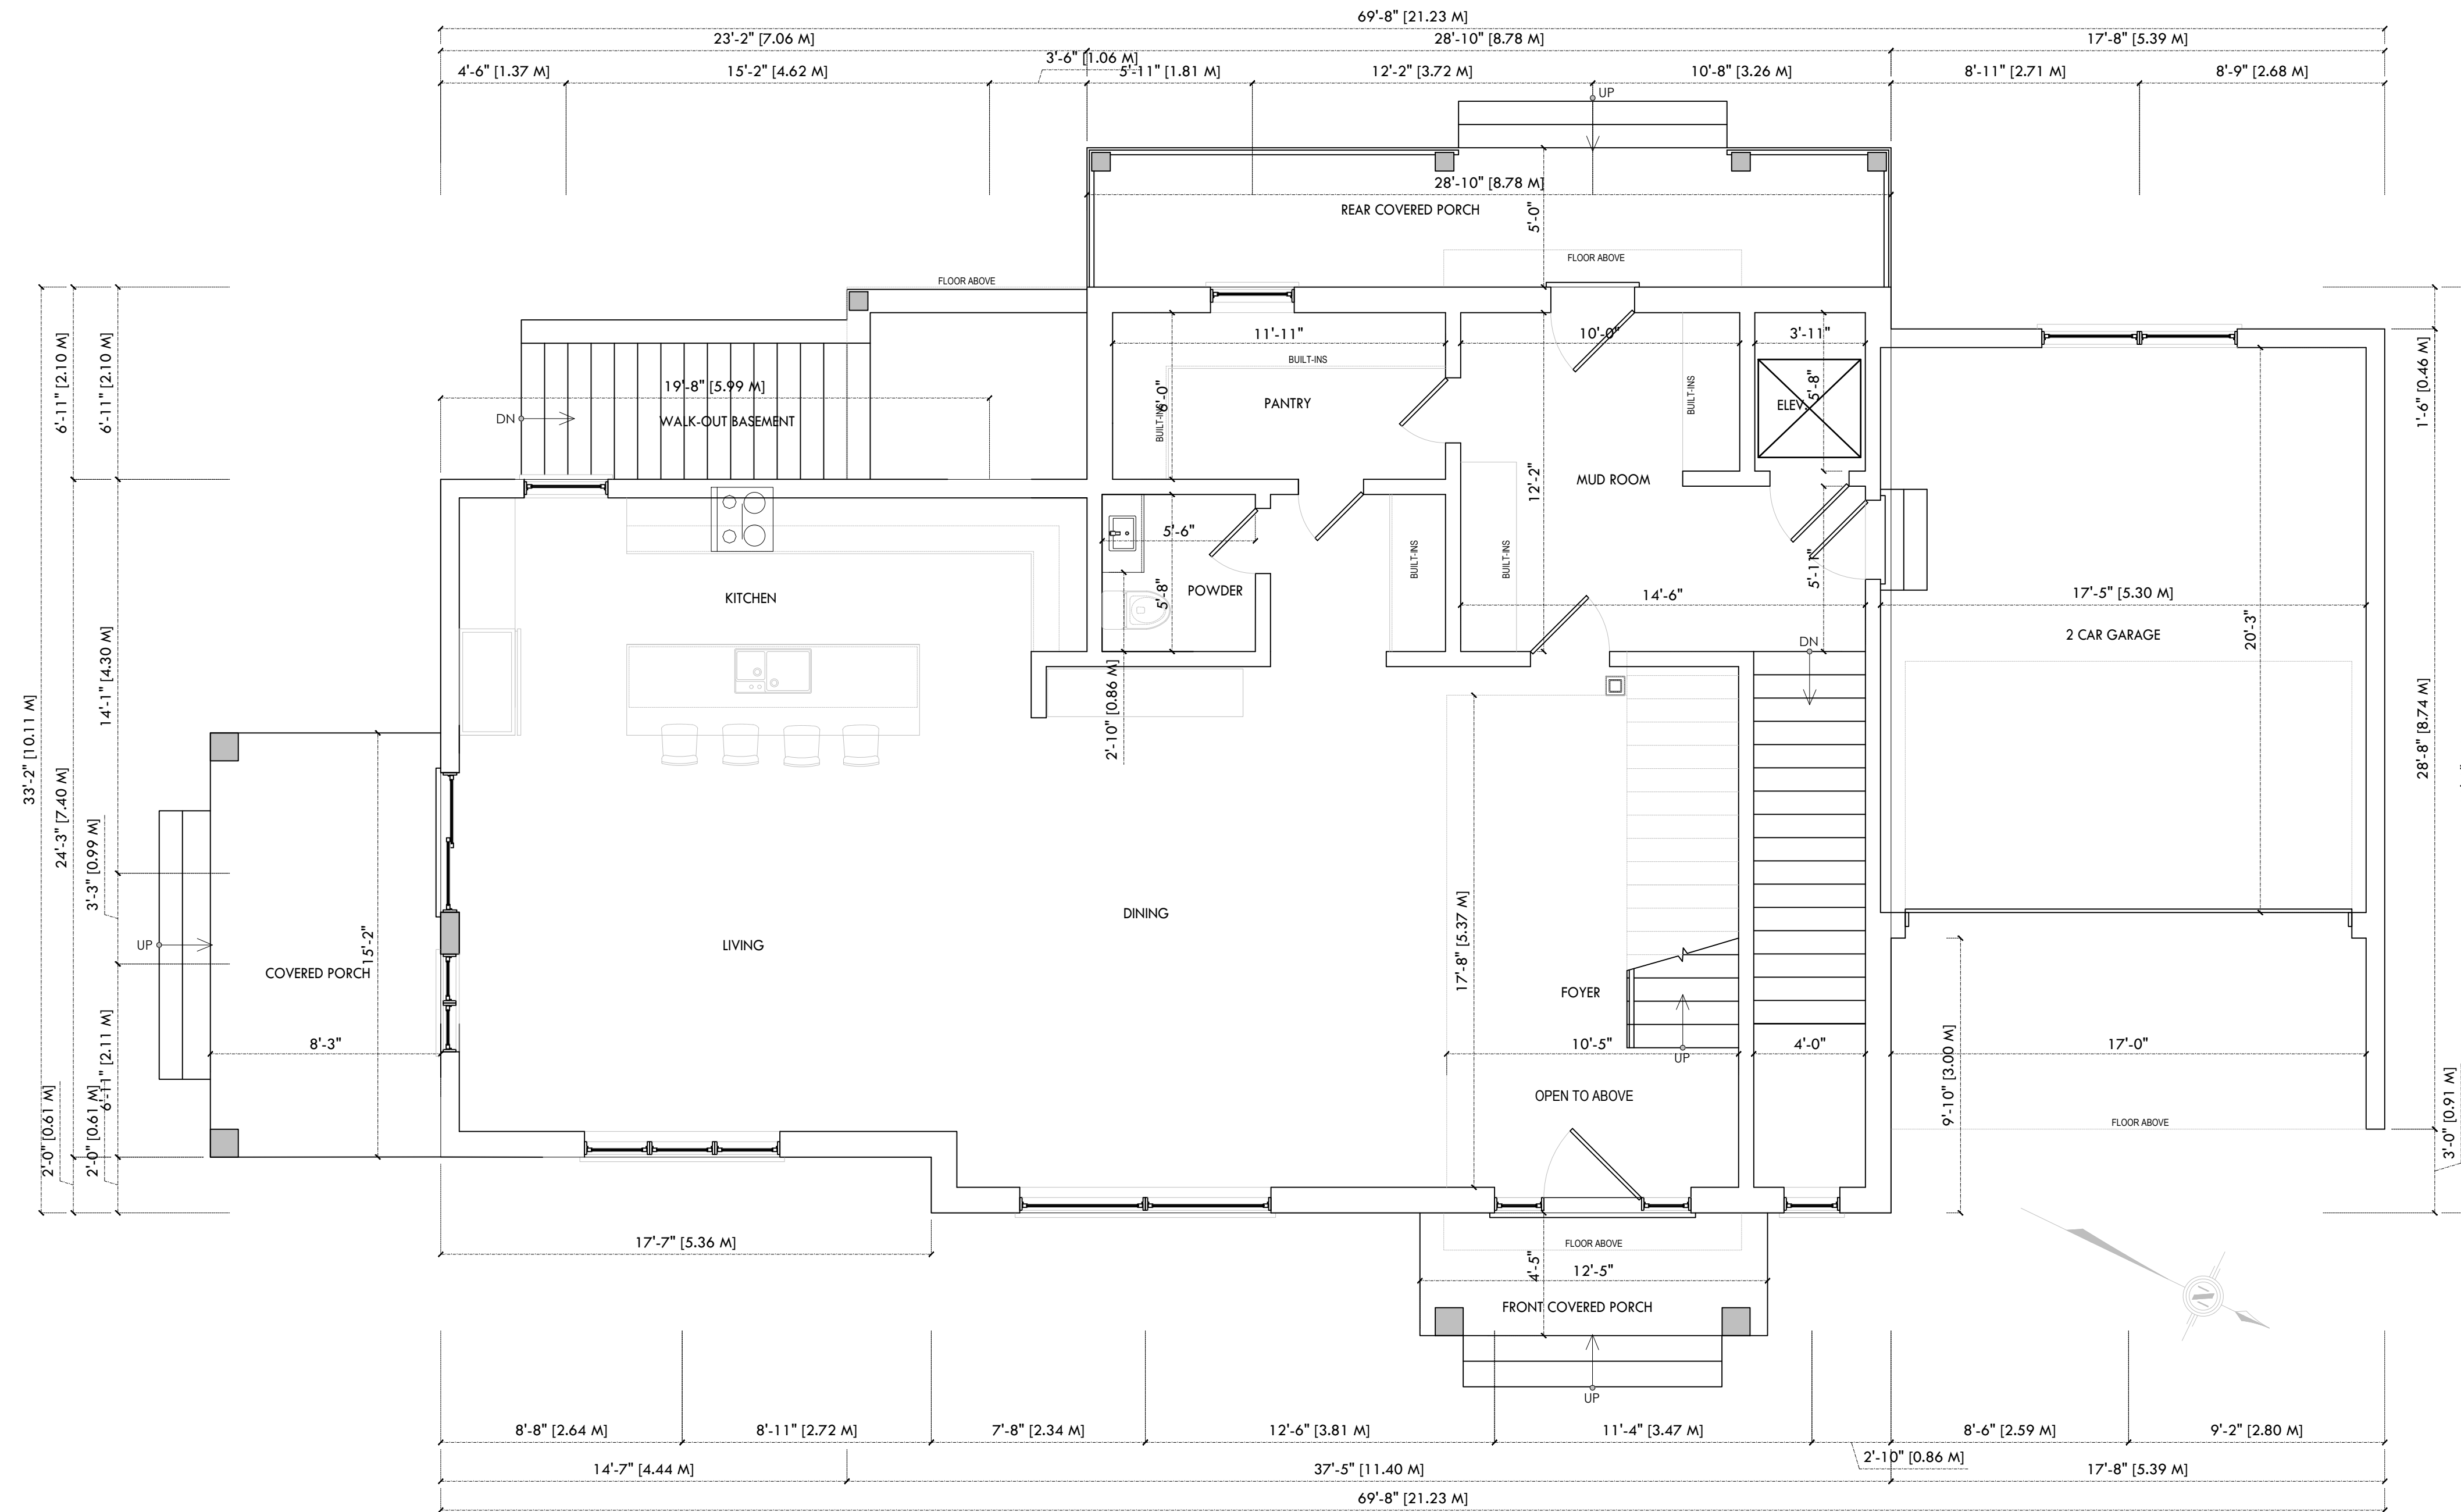 69'-8" [21.23 M]
23'-2" [7.06 M]
28'-10" [8.78 M]
17'-8" [5.39 M]
3'-6" [1.06 M]
4'-6" [1.37 M]
15'-2" [4.62 M]
5'-11" [1.81 M]
12'-2" [3.72 M]
10'-8" [3.26 M]
8'-11" [2.71 M]
8'-9" [2.68 M]
UP
28'-10" [8.78 M]
REAR COVERED PORCH
5'-0"
FLOOR ABOVE
FLOOR ABOVE
6'-11" [2.10 M]
6'-11" [2.10 M]
11'-11"
10'-0"
3'-11"
BUILT-INS
19'-8" [5.99 M]
DN
WALK-OUT BASEMENT
BUILT-INS
6'-0"
PANTRY
BUILT-INS
ELEV.
5'-8"
1'-6" [0.46 M]
MUD ROOM
12'-2"
5'-6"
BUILT-INS
BUILT-INS
5'-11"
KITCHEN
5'-8"
POWDER
14'-6"
17'-5" [5.30 M]
2 CAR GARAGE
20'-3"
DN
14'-1" [4.30 M]
2'-10" [0.86 M]
28'-8" [8.74 M]
33'-2" [10.11 M]
24'-3" [7.40 M]
3'-3" [0.99 M]
DINING
LIVING
UP
15'-2"
COVERED PORCH
17'-8" [5.37 M]
FOYER
8'-3"
10'-5"
UP
4'-0"
17'-0"
9'-10" [3.00 M]
6'-11" [2.11 M]
2'-0" [0.61 M]
2'-0" [0.61 M]
OPEN TO ABOVE
FLOOR ABOVE
3'-0" [0.91 M]
17'-7" [5.36 M]
FLOOR ABOVE
4'-5"
12'-5"
FRONT COVERED PORCH
UP
8'-8" [2.64 M]
8'-11" [2.72 M]
7'-8" [2.34 M]
12'-6" [3.81 M]
11'-4" [3.47 M]
8'-6" [2.59 M]
9'-2" [2.80 M]
2'-10" [0.86 M]
14'-7" [4.44 M]
37'-5" [11.40 M]
17'-8" [5.39 M]
69'-8" [21.23 M]